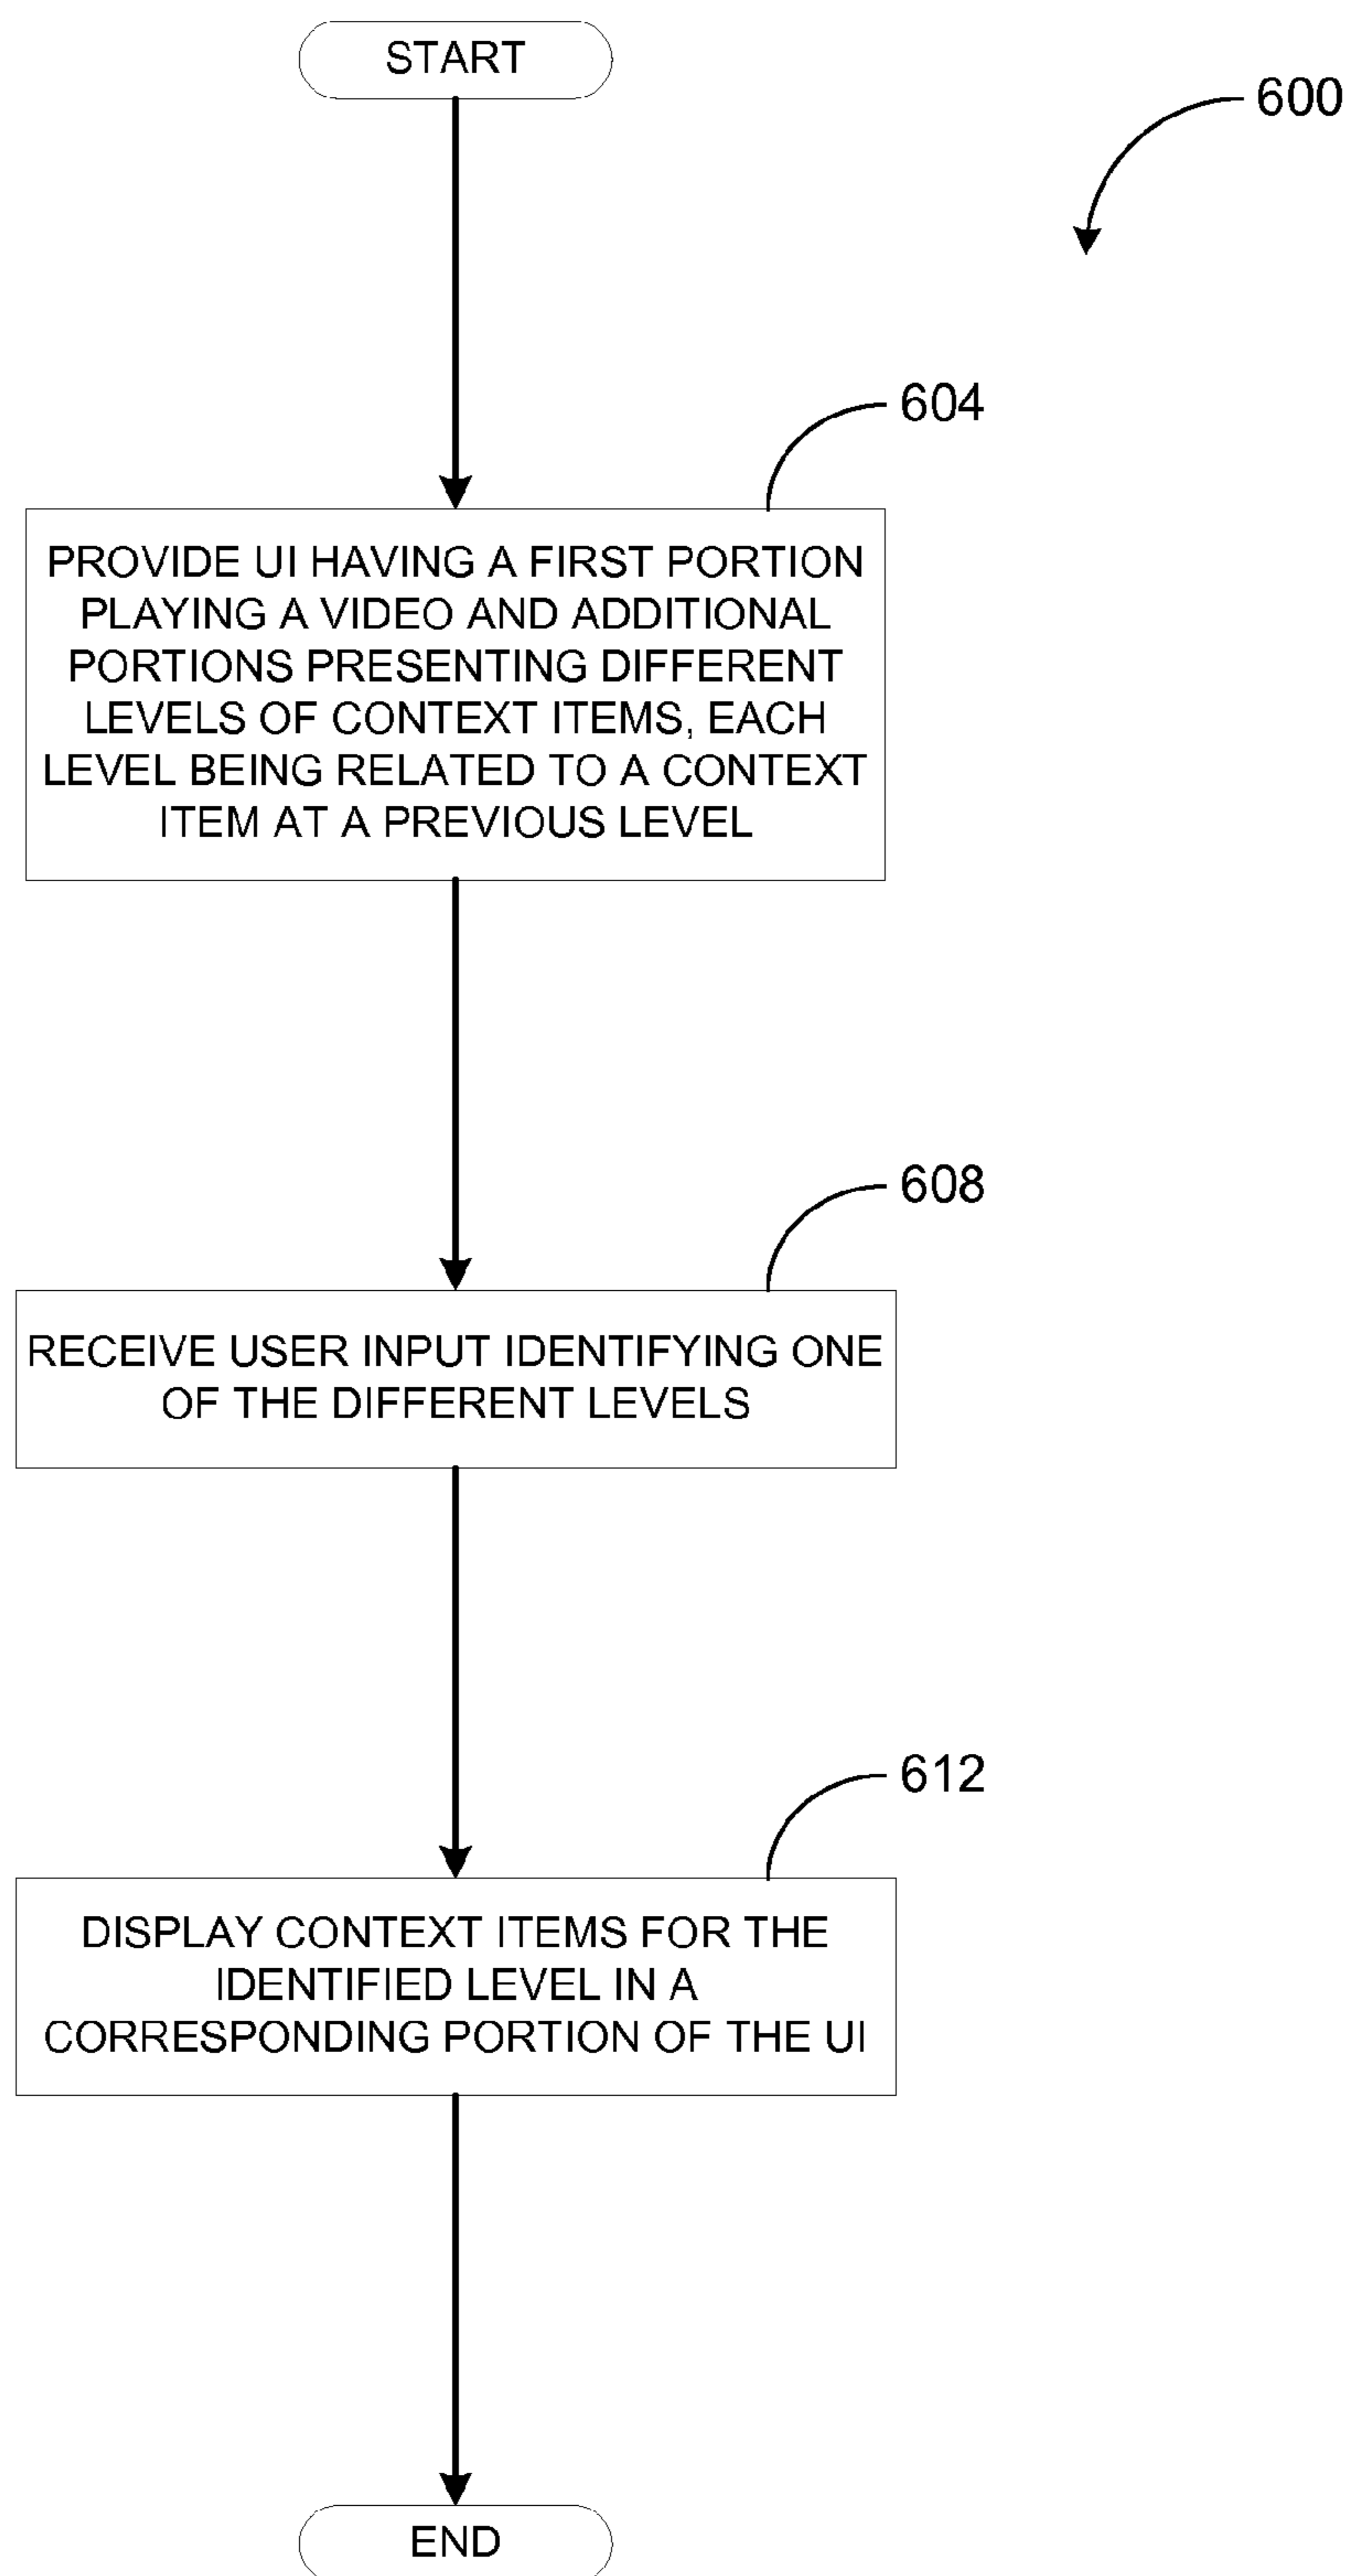 START
600
604
PROVIDE UI HAVING A FIRST PORTION
PLAYING A VIDEO AND ADDITIONAL
PORTIONS PRESENTING DIFFERENT
LEVELS OF CONTEXT ITEMS, EACH
LEVEL BEING RELATED TO A CONTEXT
ITEM AT A PREVIOUS LEVEL
608
RECEIVE USER INPUT IDENTIFYING ONE
OF THE DIFFERENT LEVELS
612
DISPLAY CONTEXT ITEMS FOR THE
IDENTIFIED LEVEL IN A
CORRESPONDING PORTION OF THE UI
END